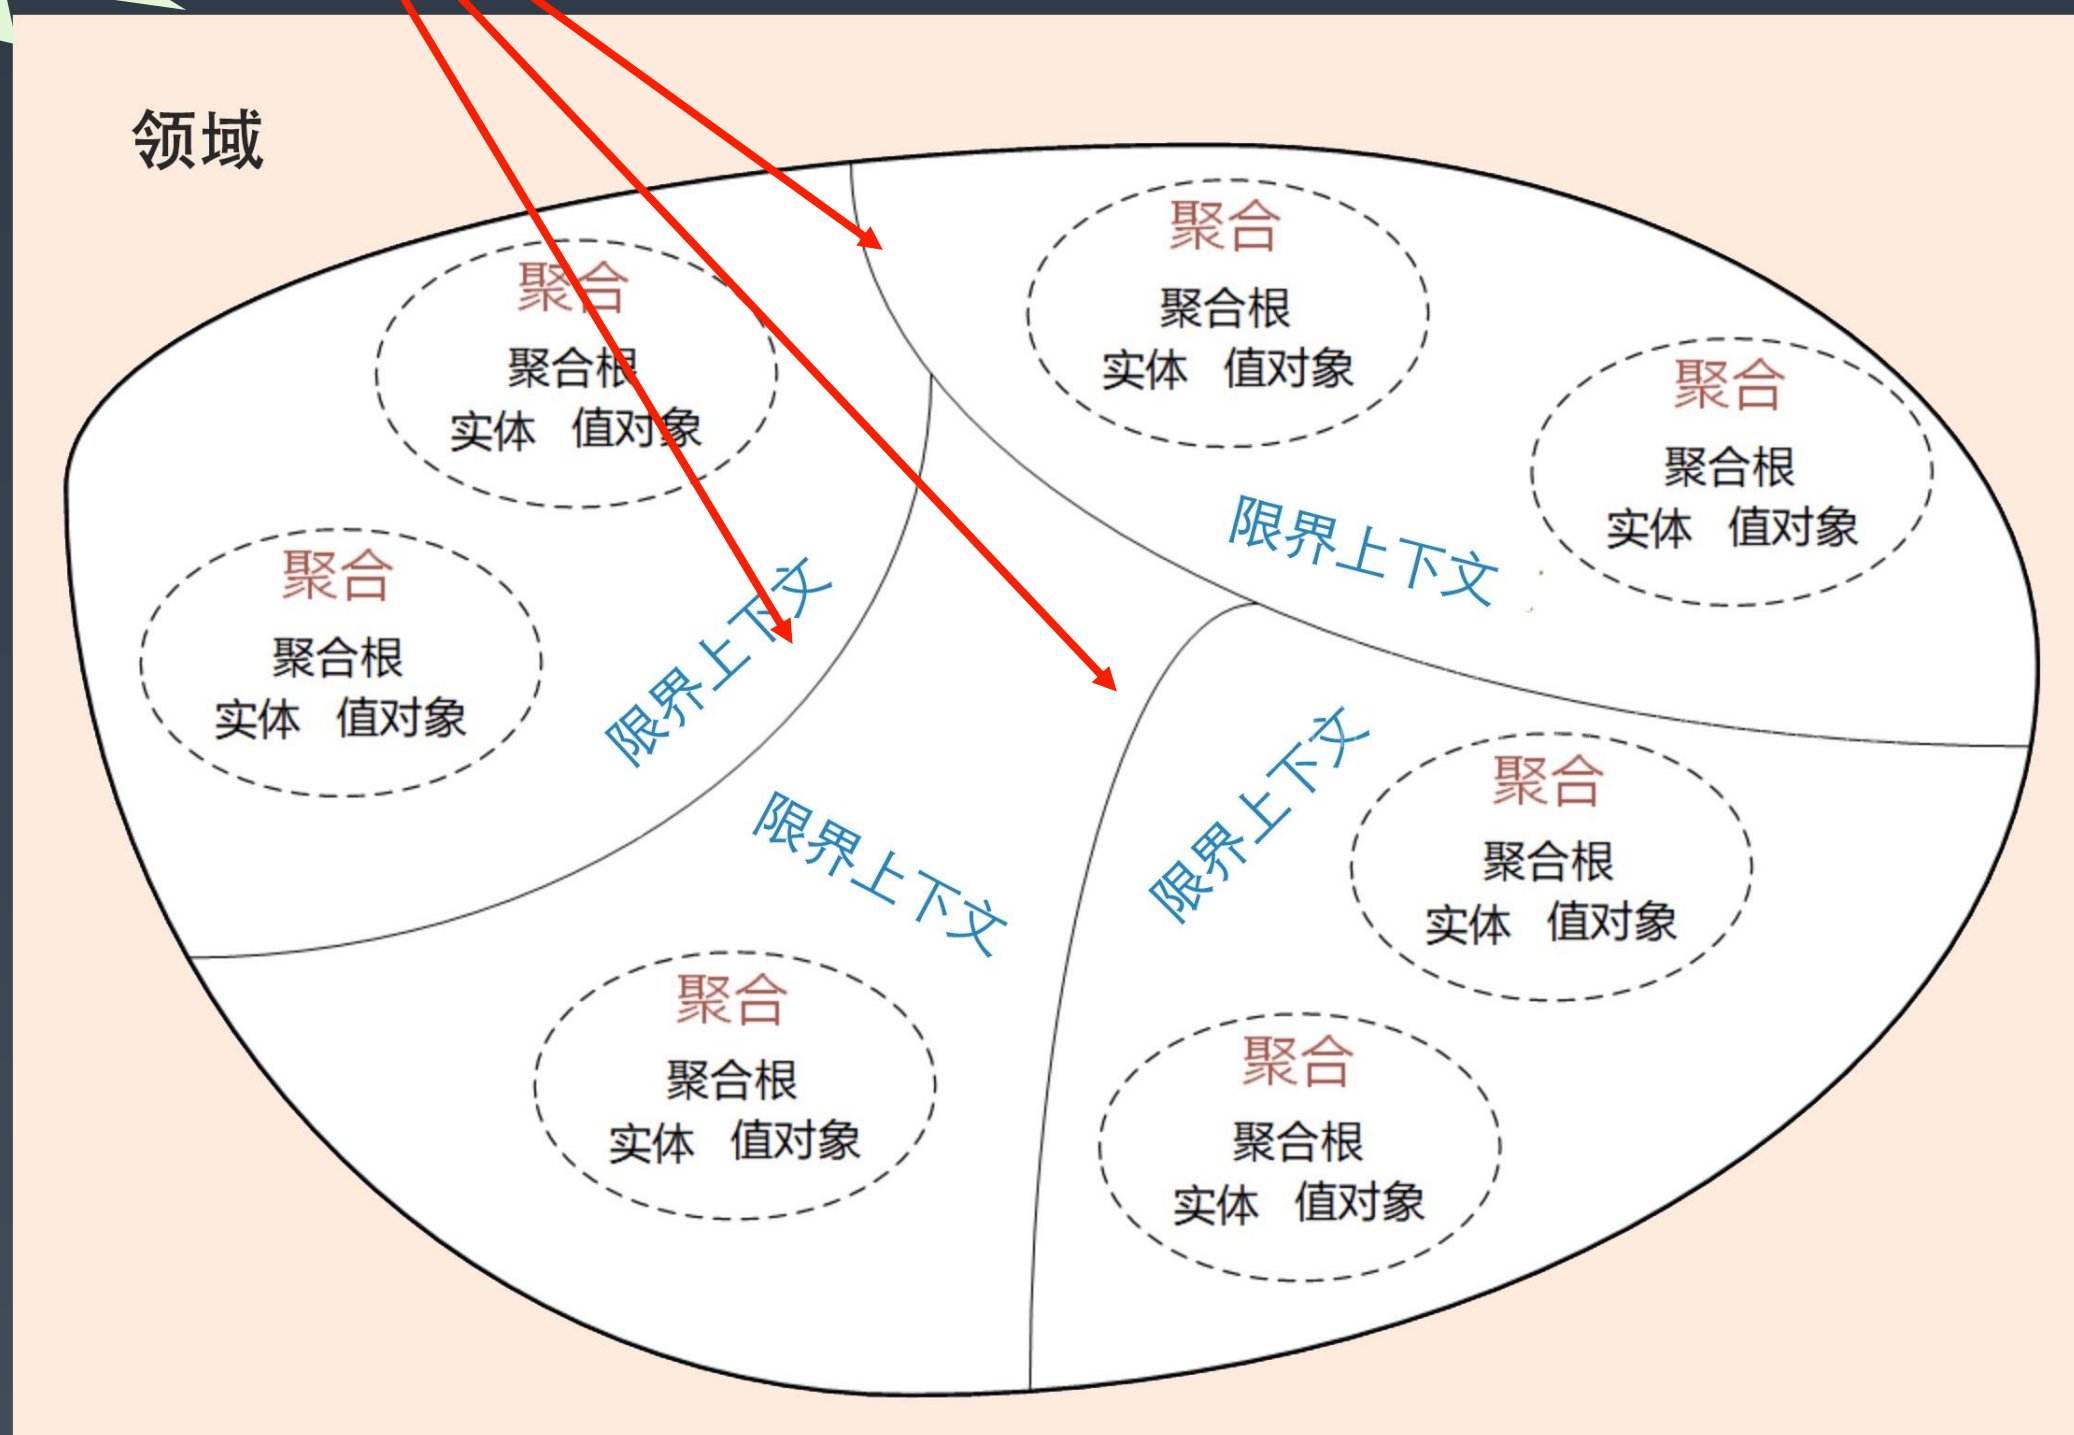 领域
聚合
聚合根
实体 值对象
聚合
聚合根
实体 值对象
限界上下文
聚合
聚合根
实体 值对象
聚合
聚合根
实体 值对象
限界上下文
限界上下文
聚合
聚合根
实体 值对象
限界上下文
聚合
聚合根
实体 值对象
聚合
聚合根
实体 值对象